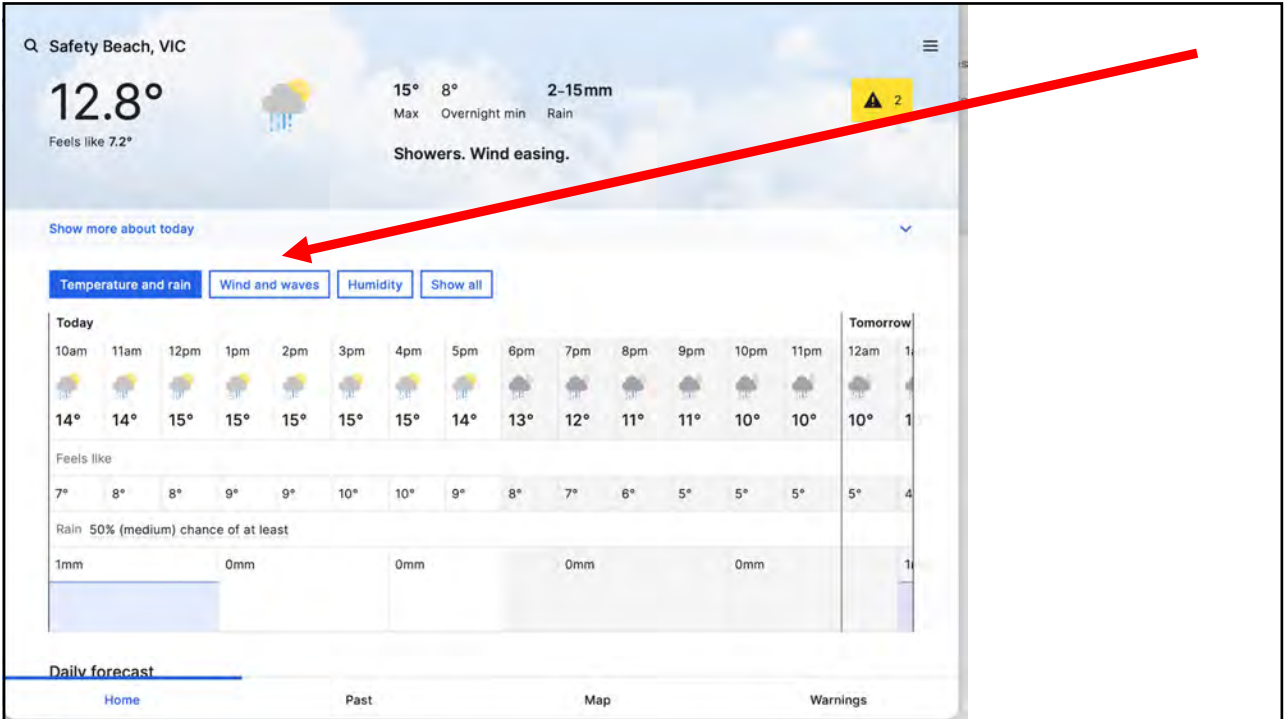 Safety Beach, VIC
12.8°
Feels like 7.2°
15° 8° 2–15mm
Max Overnight min Rain
Showers. Wind easing.
2
Show more about today
Temperature and rain Wind and waves Humidity Show all
Today Tomorrow
10am 11am 12pm 1pm 2pm 3pm 4pm 5pm 6pm 7pm 8pm 9pm 10pm 11pm 12am
14° 14° 15° 15° 15° 15° 15° 14° 13° 12° 11° 11° 10° 10° 10°
Feels like
7° 8° 8° 9° 9° 10° 10° 9° 8° 7° 6° 5° 5° 5° 5° 4
Rain 50% (medium) chance of at least
1mm 0mm 0mm 0mm 0mm
Daily forecast
Home Past Map Warnings